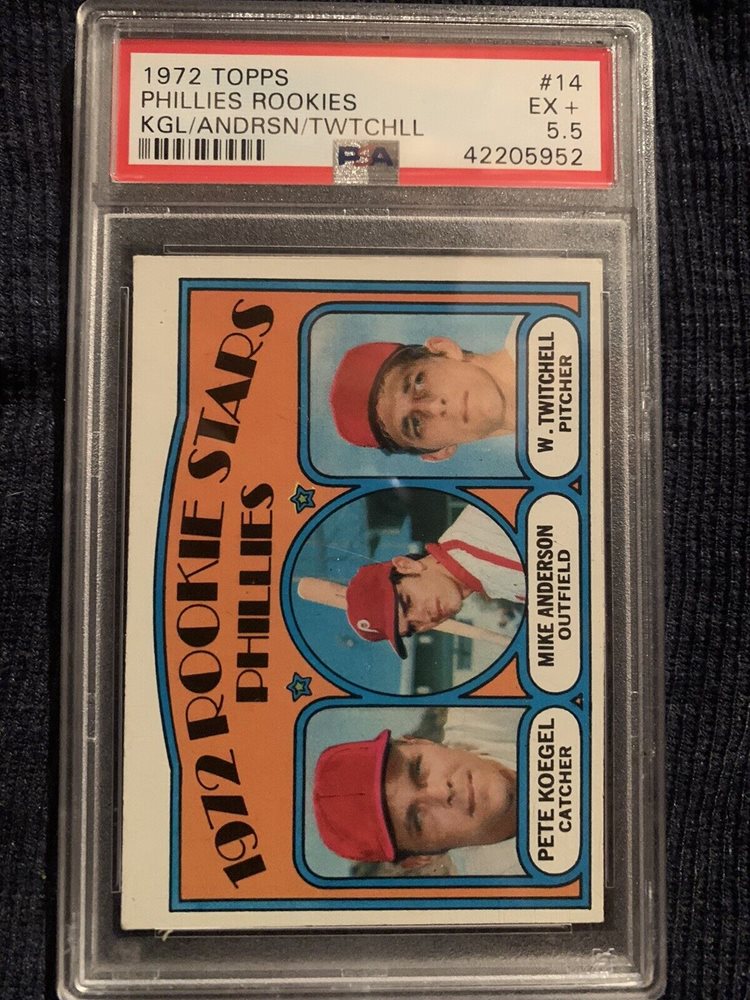 1972 TOPPS #14
PHILLIES ROOKIES EX +
KGL/ANDRSN/TWTCHLL 5.5
PSA 42205952
1972 ROOKIE STARS
PHILLIES
P
PETE KOEGEL
CATCHER
MIKE ANDERSON
OUTFIELD
W. TWITCHELL
PITCHER